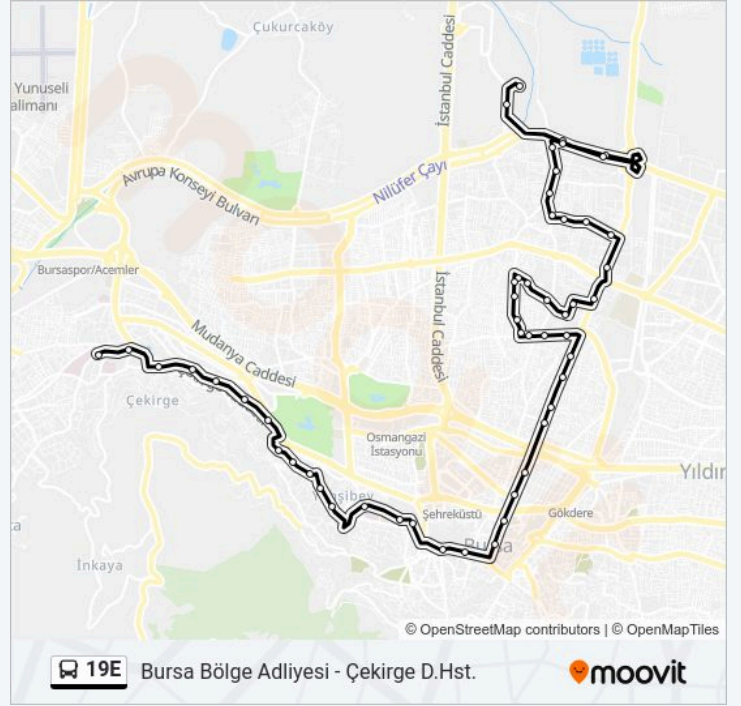 Çukurcaköy
İstanbul Caddesi
Yunuseli
alimanı
Avrupa Konseyi Bulvarı
Nilüfer Çayı
Bursaspor/Acemler
İstanbul Caddesi
Mudanya Caddesi
Çekirge
Osmangazi
İstasyonu
Yıldır
Şehreküstü
Gökdere
Bursa
İnkaya
© OpenStreetMap contributors | © OpenMapTiles
19E
Bursa Bölge Adliyesi - Çekirge D.Hst.
moovit